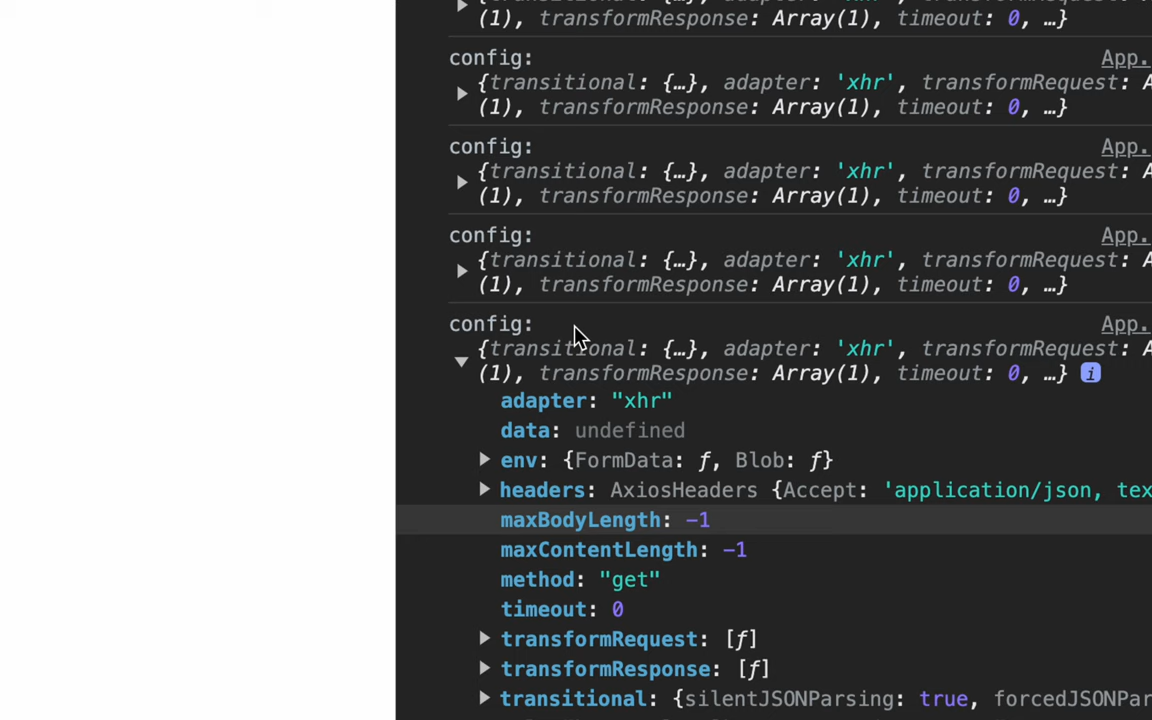 (1), transformResponse: Array(1), timeout: 0, …}
config: App.
{transitional: {…}, adapter: 'xhr', transformRequest: A
(1), transformResponse: Array(1), timeout: 0, …}
config: App.
{transitional: {…}, adapter: 'xhr', transformRequest: A
(1), transformResponse: Array(1), timeout: 0, …}
config: App.
{transitional: {…}, adapter: 'xhr', transformRequest: A
(1), transformResponse: Array(1), timeout: 0, …}
config: App.
{transitional: {…}, adapter: 'xhr', transformRequest: A
(1), transformResponse: Array(1), timeout: 0, …} i
adapter: "xhr"
data: undefined
env: {FormData: ƒ, Blob: ƒ}
headers: AxiosHeaders {Accept: 'application/json, tex
maxBodyLength: -1
maxContentLength: -1
method: "get"
timeout: 0
transformRequest: [ƒ]
transformResponse: [ƒ]
transitional: {silentJSONParsing: true, forcedJSONPar